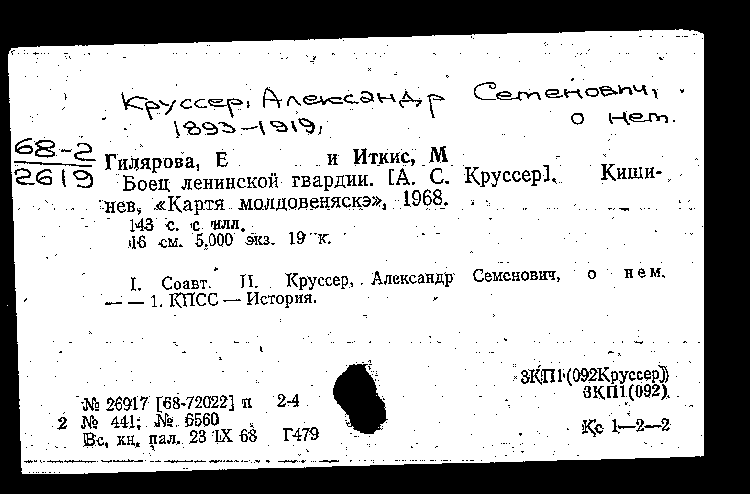 Круссер, Александр Семенович,
1893-1919,
о нем.
68-2
2619
Гилярова, Е и Иткис, М
Боец ленинской гвардии. [А. С. Круссер]. Киши-
нев, «Картя молдовеняскэ», 1968.
143 с. с илл.
16 см. 5,000 экз. 19 к.
I. Соавт. II. Круссер, Александр Семенович, о нем.
— — 1. КПСС — История.
3КП1(092Круссер)
3КП1(092)
№ 26917 [68-72022] п 2-4
2 № 441; № 6560
Вс. кн. пал. 23 IX 68 Г479
Кс 1—2—2